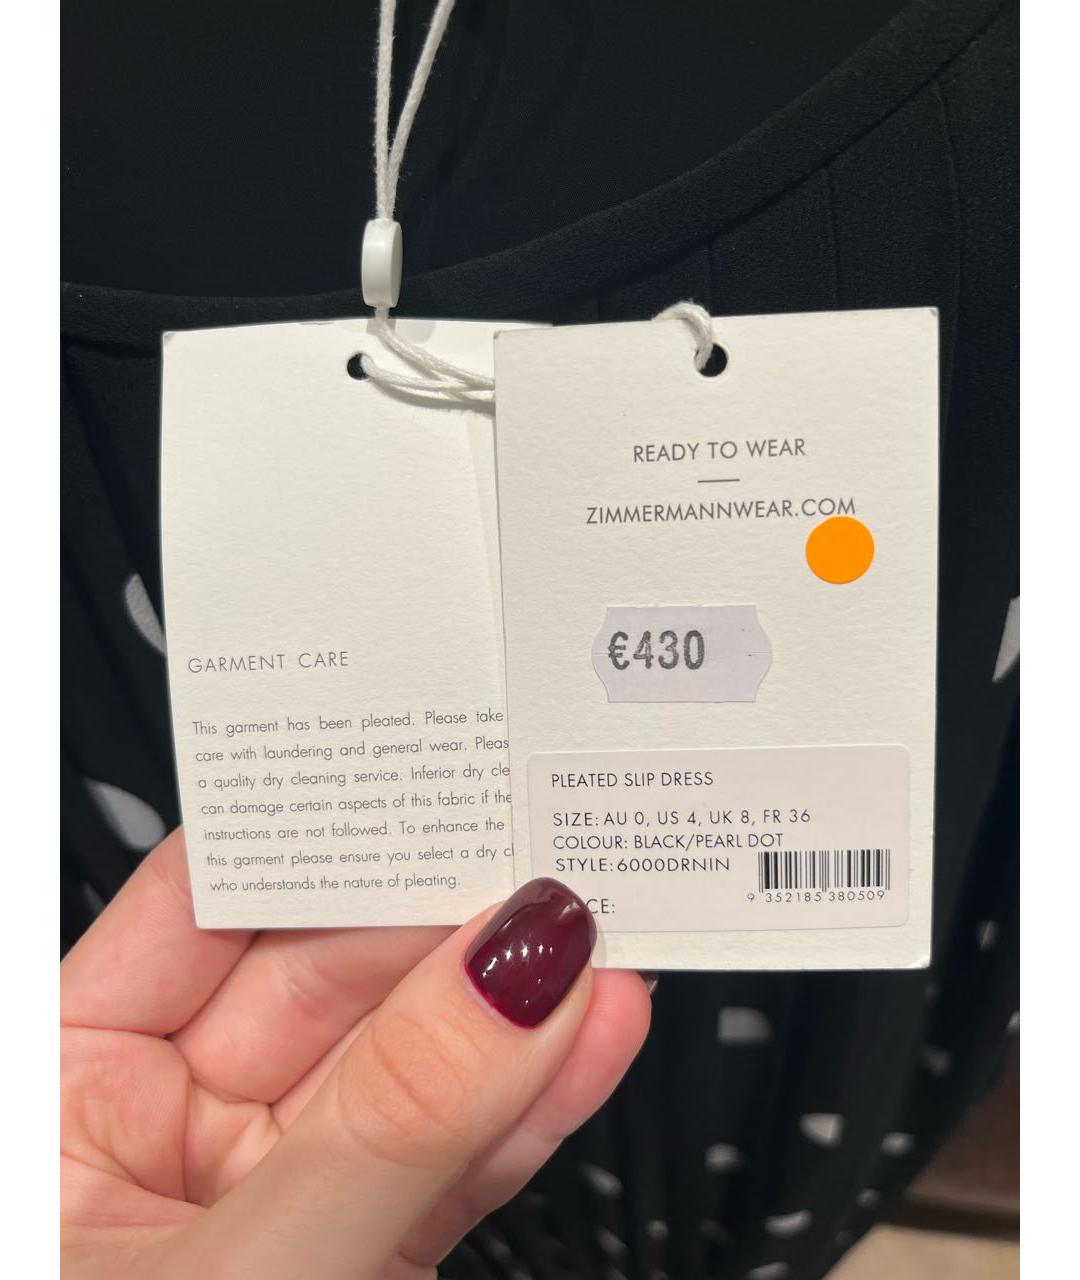 READY TO WEAR
ZIMMERMANNWEAR.COM
€430
GARMENT CARE
This garment has been pleated. Please take
care with laundering and general wear. Pleas
a quality dry cleaning service. Inferior dry cle
can damage certain aspects of this fabric if the
instructions are not followed. To enhance the
this garment please ensure you select a dry cl
who understands the nature of pleating.
PLEATED SLIP DRESS
SIZE: AU 0, US 4, UK 8, FR 36
COLOUR: BLACK/PEARL DOT
STYLE: 6000DRNIN
9 352185 380509
CE: